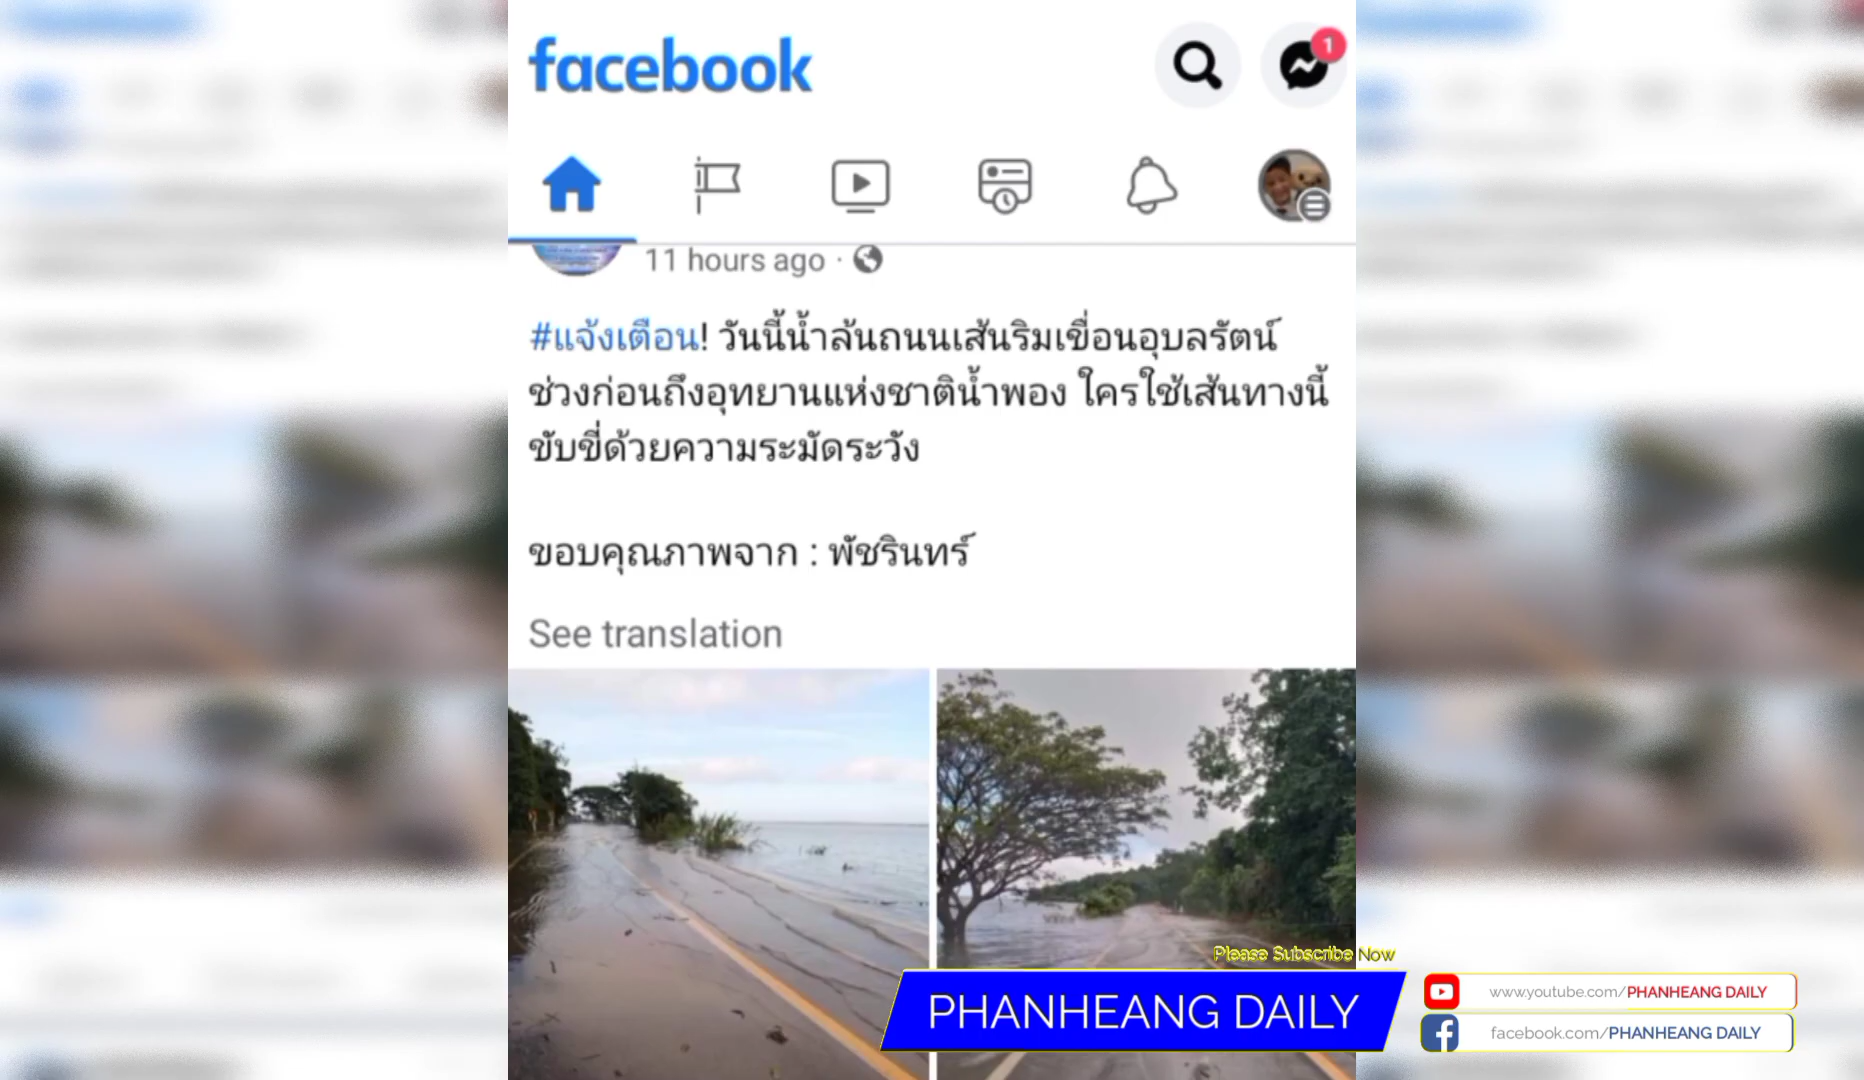 facebook
1
11 hours ago ·
#แจ้งเตือน! วันนี้น้ำล้นถนนเส้นริมเขื่อนอุบลรัตน์
ช่วงก่อนถึงอุทยานแห่งชาติน้ำพอง ใครใช้เส้นทางนี้
ขับขี่ด้วยความระมัดระวัง
ขอบคุณภาพจาก : พัชรินทร์
See translation
Please Subscribe Now
PHANHEANG DAILY
www.youtube.com/PHANHEANG DAILY
facebook.com/PHANHEANG DAILY